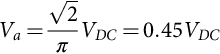 $V_a = \frac{\sqrt{2}}{\pi} V_{DC} = 0.45 V_{DC}$